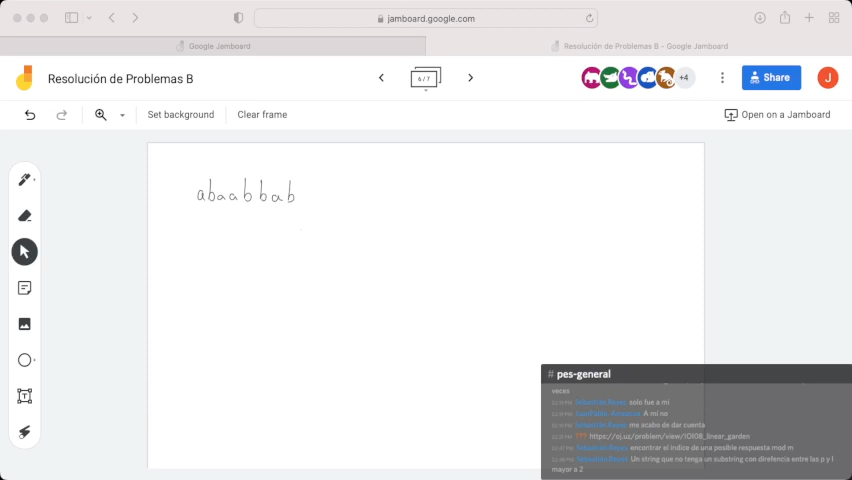 jamboard.google.com
Google Jamboard
Resolución de Problemas B - Google Jamboard
Resolución de Problemas B
6 / 7
+4
Share
J
Set background
Clear frame
Open on a Jamboard
abaabbab
# pes-general
veces
solo fue a mi
A mí no
me acabo de dar cuenta
??? https://oj.uz/problem/view/IOI08_linear_garden
encontrar el indice de una posible respuesta mod m
Un string que no tenga un substring con direfencia entre las p y l
mayor a 2